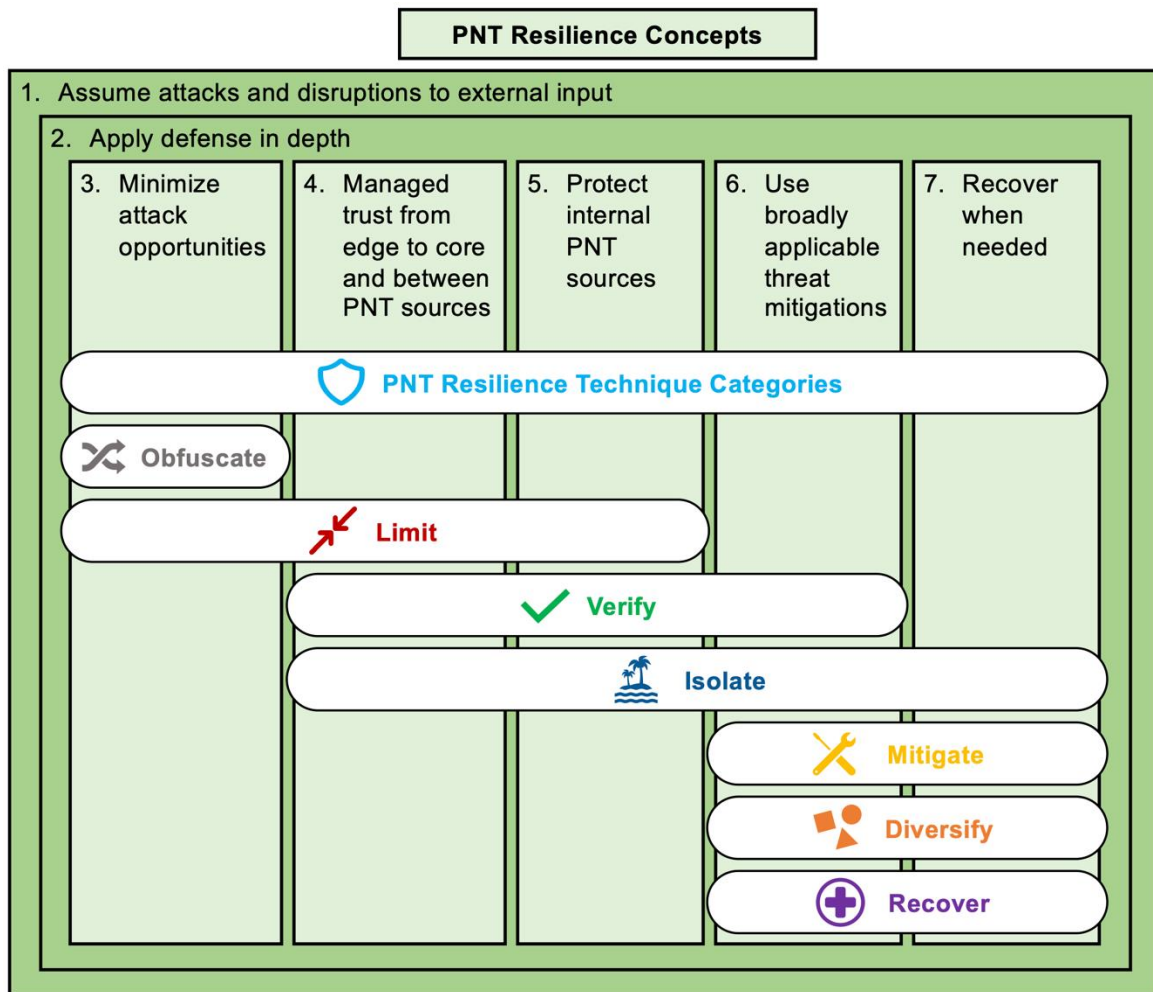 PNT Resilience Concepts
1. Assume attacks and disruptions to external input
2. Apply defense in depth
3. Minimize
attack
opportunities
4. Managed
trust from
edge to core
and between
PNT sources
5. Protect
internal
PNT
sources
6. Use
broadly
applicable
threat
mitigations
7. Recover
when
needed
PNT Resilience Technique Categories
Obfuscate
Limit
Verify
Isolate
Mitigate
Diversify
Recover